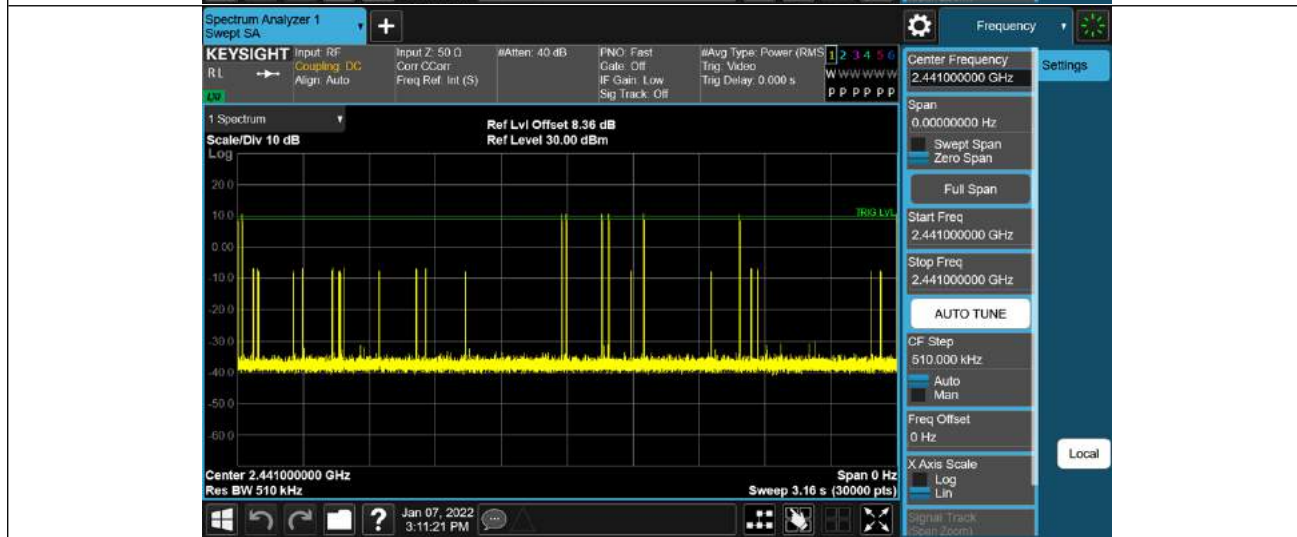 Spectrum Analyzer 1
Swept SA
+
Frequency
KEYSIGHT
RL
Input: RF
Coupling: DC
Align: Auto
Input Z: 50 Ω
Corr CCorr
Freq Ref: Int (S)
#Atten: 40 dB
PNO: Fast
Gate: Off
IF Gain: Low
Sig Track: Off
#Avg Type: Power (RMS
Trig: Video
Trig Delay: 0.000 s
1 2 3 4 5 6
W W W W W W
P P P P P P
1 Spectrum
Scale/Div 10 dB
Log
Ref Lvl Offset 8.36 dB
Ref Level 30.00 dBm
20.0
10.0
0.00
-10.0
-20.0
-30.0
-40.0
-50.0
-60.0
TRIG LVL
Center 2.441000000 GHz
Res BW 510 kHz
Span 0 Hz
Sweep 3.16 s (30000 pts)
Center Frequency
2.441000000 GHz
Settings
Span
0.00000000 Hz
Swept Span
Zero Span
Full Span
Start Freq
2.441000000 GHz
Stop Freq
2.441000000 GHz
AUTO TUNE
CF Step
510.000 kHz
Auto
Man
Freq Offset
0 Hz
X Axis Scale
Log
Lin
Signal Track
(Span Zoom)
Local
?
Jan 07, 2022
3:11:21 PM